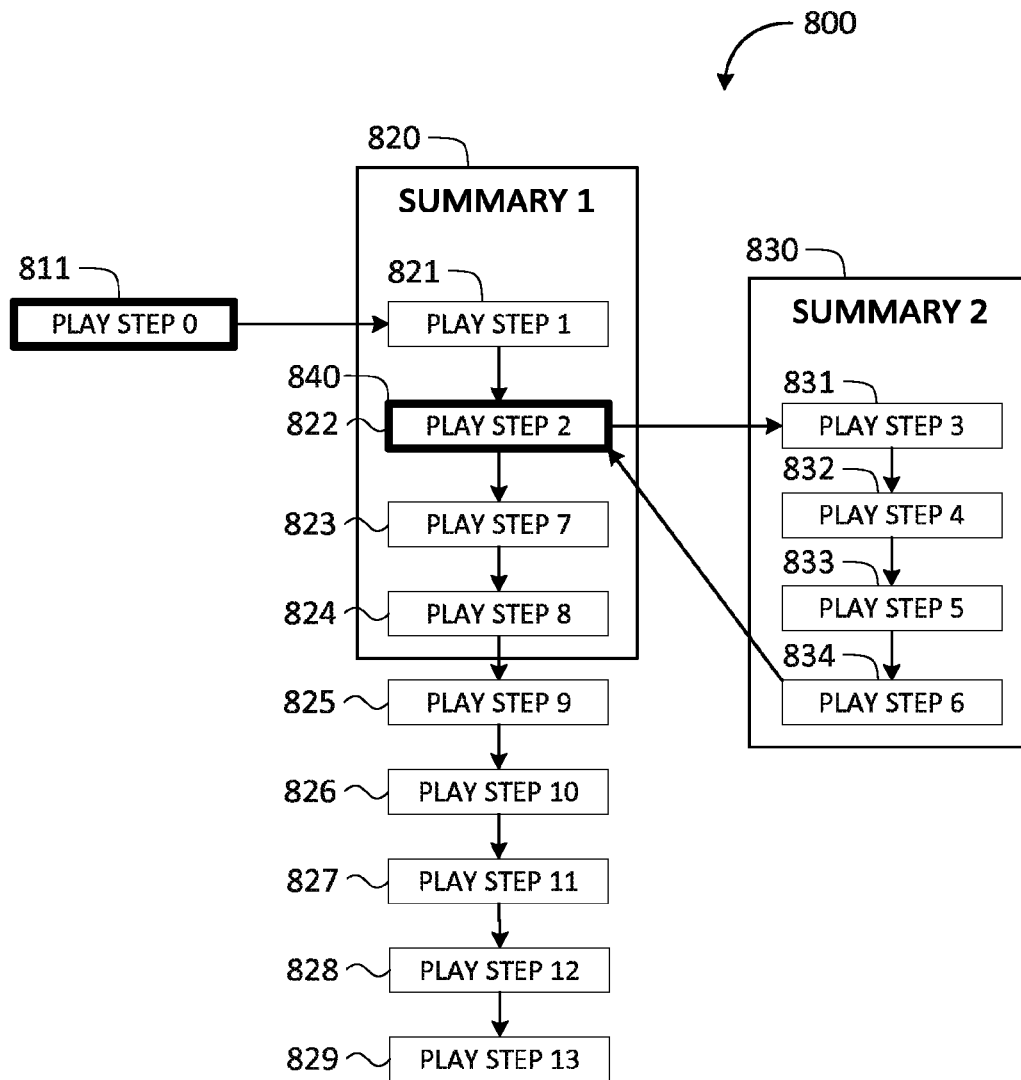 800
820
SUMMARY 1
811
PLAY STEP 0
821
PLAY STEP 1
830
SUMMARY 2
840
822
PLAY STEP 2
831
PLAY STEP 3
832
PLAY STEP 4
823
PLAY STEP 7
833
PLAY STEP 5
824
PLAY STEP 8
834
PLAY STEP 6
825
PLAY STEP 9
826
PLAY STEP 10
827
PLAY STEP 11
828
PLAY STEP 12
829
PLAY STEP 13